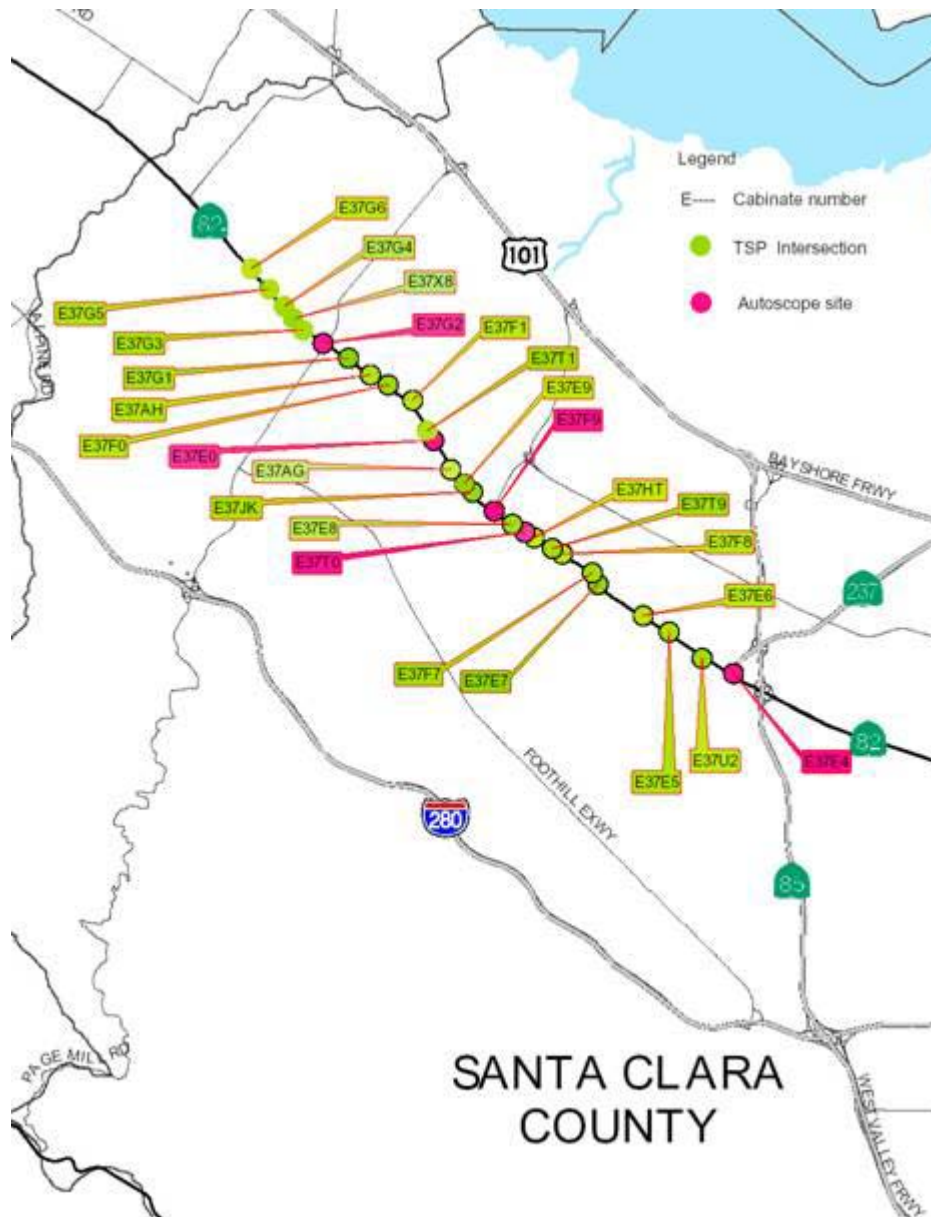 RD
82
E37G6
E37G4
E37X8
E37G5
E37G2
E37G3
E37F1
E37G1
E37T1
E37AH
E37E9
E37F0
E37F9
E37E0
E37AG
E37HT
E37JK
E37T9
E37E8
E37F8
E37T0
E37E6
E37F7
E37E7
E37U2
E37E4
E37E5
Legend
E---- Cabinate number
TSP Intersection
Autoscope site
101
BAYSHORE FRWY
237
82
FOOTHILL EXWY
280
85
PAGE MILL RD
SANTA CLARA
COUNTY
WEST VALLEY FRWY